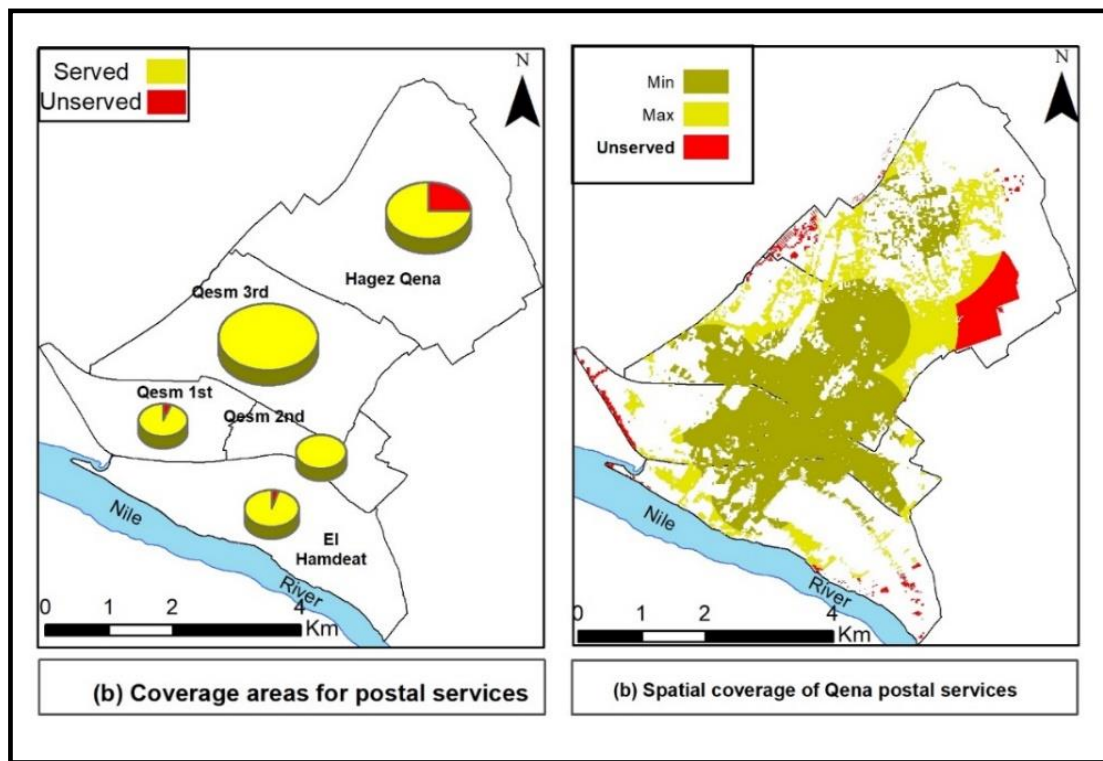 Served
Unserved
N
Hagez Qena
Qesm 3rd
Qesm 1st
Qesm 2nd
El
Hamdeat
Nile
River
0 1 2 4
Km
(b) Coverage areas for postal services
Min
Max
Unserved
N
Nile
River
0 1 2 4
Km
(b) Spatial coverage of Qena postal services